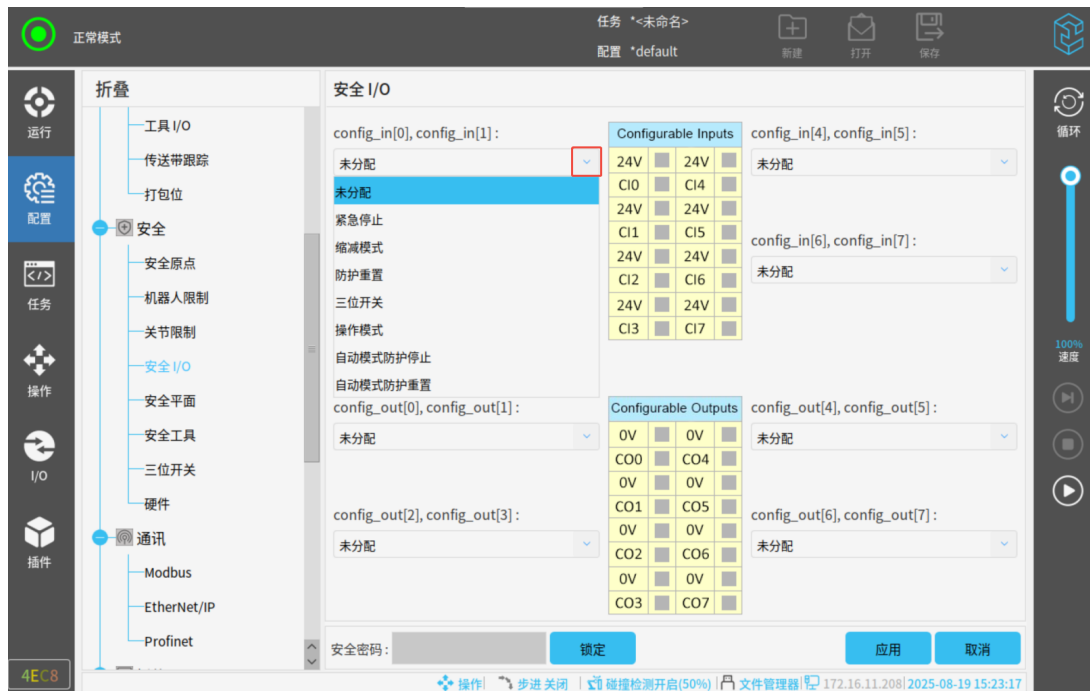 正常模式
任务 *<未命名>
配置 *default
新建
打开
保存
运行
配置
任务
操作
I/O
插件
4EC8
折叠
工具 I/O
传送带跟踪
打包位
安全
安全原点
机器人限制
关节限制
安全 I/O
安全平面
安全工具
三位开关
硬件
通讯
Modbus
EtherNet/IP
Profinet
安全 I/O
config_in[0], config_in[1] :
未分配
未分配
紧急停止
缩减模式
防护重置
三位开关
操作模式
自动模式防护停止
自动模式防护重置
Configurable Inputs
24V 24V
CI0 CI4
24V 24V
CI1 CI5
24V 24V
CI2 CI6
24V 24V
CI3 CI7
config_in[4], config_in[5] :
未分配
config_in[6], config_in[7] :
未分配
config_out[0], config_out[1] :
未分配
config_out[2], config_out[3] :
未分配
Configurable Outputs
0V 0V
CO0 CO4
0V 0V
CO1 CO5
0V 0V
CO2 CO6
0V 0V
CO3 CO7
config_out[4], config_out[5] :
未分配
config_out[6], config_out[7] :
未分配
安全密码 :
锁定
应用
取消
循环
100%
速度
操作 步进 关闭 碰撞检测开启(50%) 文件管理器 172.16.11.208 2025-08-19 15:23:17